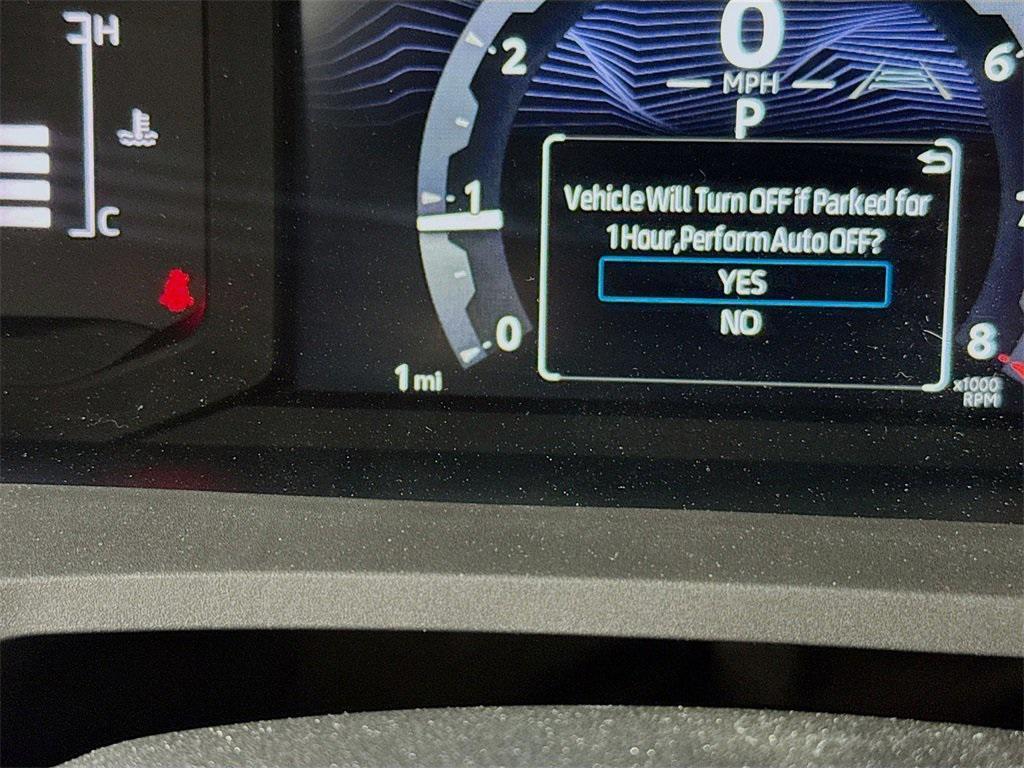 H
C
2
1
0
1 mi
0
MPH
P
6
Vehicle Will Turn OFF if Parked for
1 Hour,Perform Auto OFF?
YES
NO
8
x1000
RPM